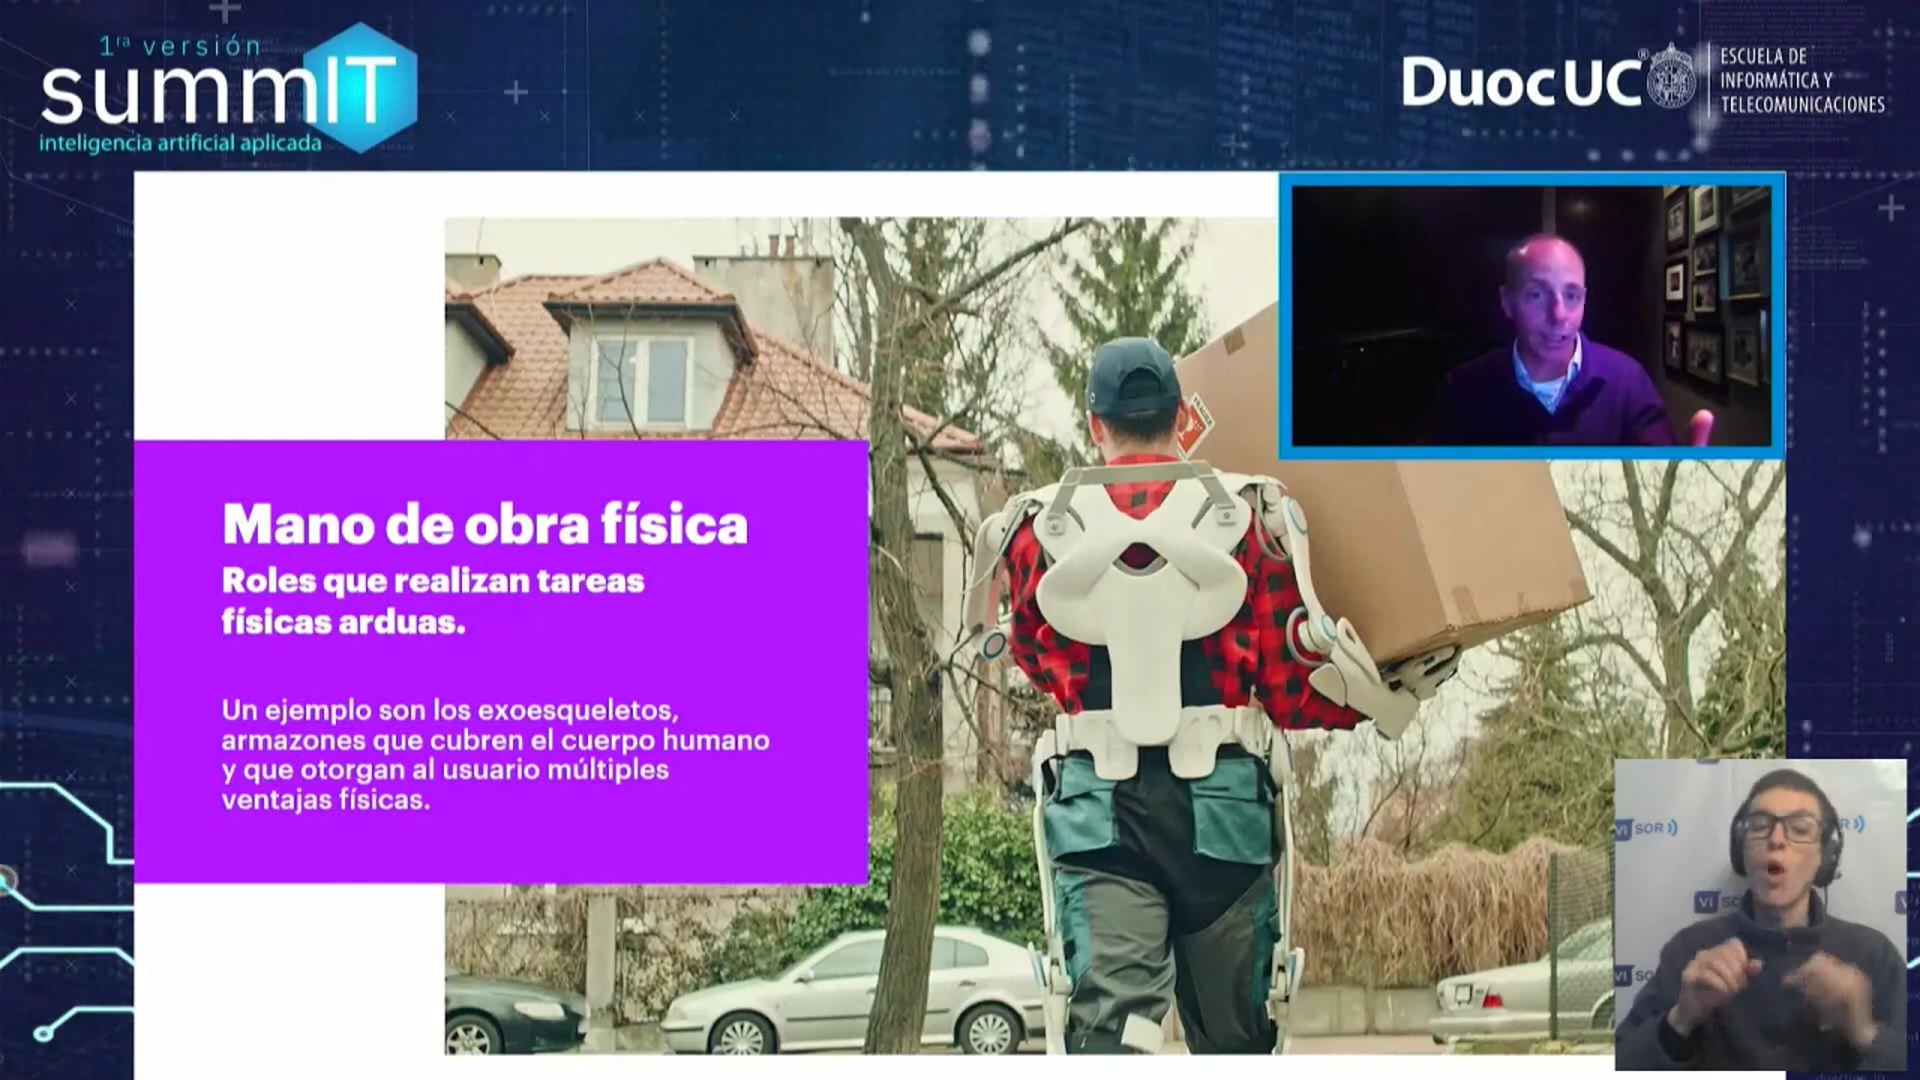 1ra versión
summIT
inteligencia artificial aplicada
DuocUC®
ESCUELA DE
INFORMÁTICA Y
TELECOMUNICACIONES
Mano de obra física
Roles que realizan tareas
físicas arduas.
Un ejemplo son los exoesqueletos,
armazones que cubren el cuerpo humano
y que otorgan al usuario múltiples
ventajas físicas.
VISOR